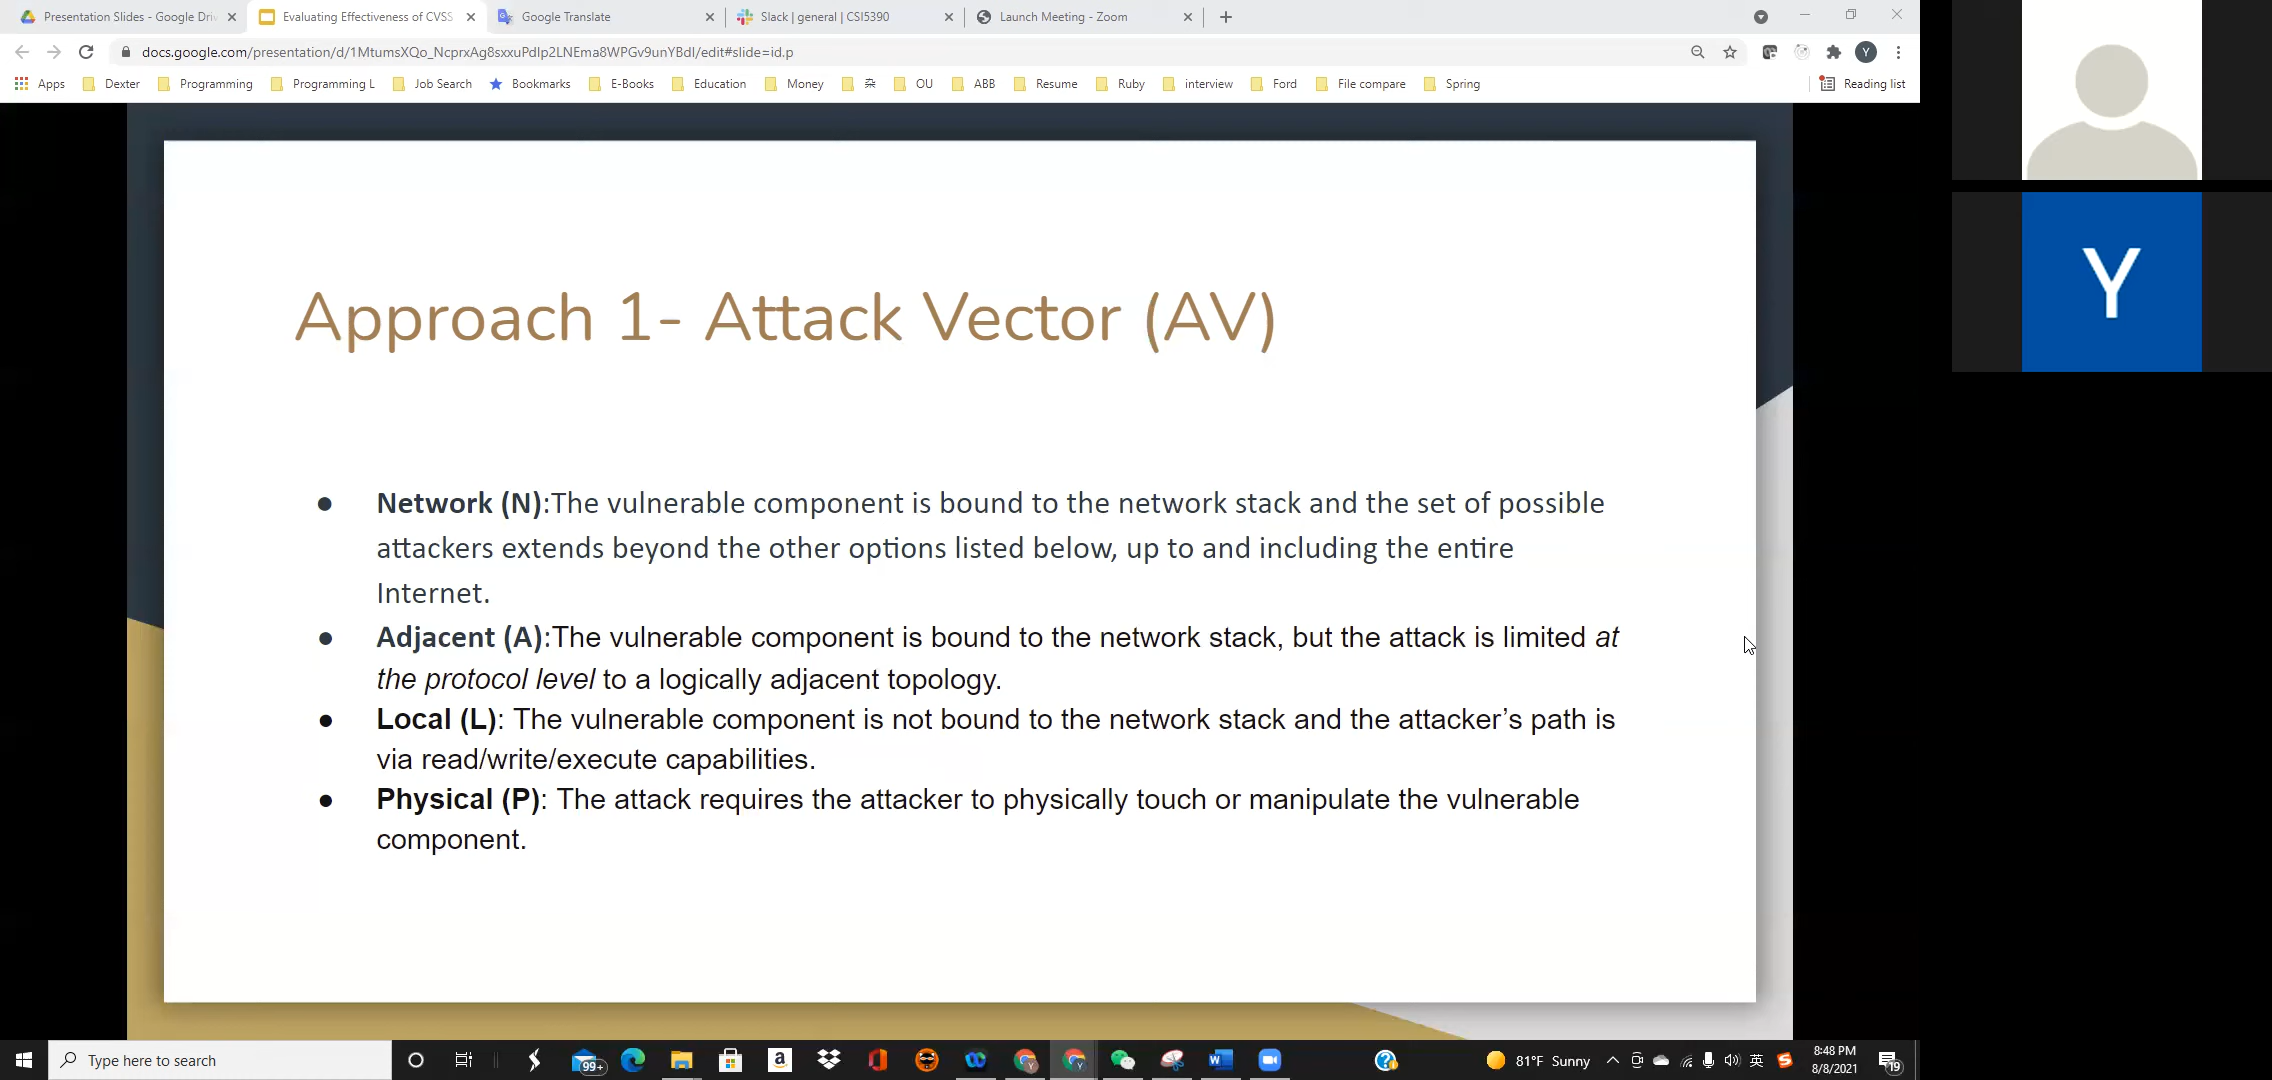 Presentation Slides - Google Driv
Evaluating Effectiveness of CVSS
Google Translate
Slack | general | CSI5390
Launch Meeting - Zoom
docs.google.com/presentation/d/1MtumsXQo_NcprxAg8sxxuPdIp2LNEma8WPGv9unYBdI/edit#slide=id.p
Y
Apps
Dexter
Programming
Programming L
Job Search
Bookmarks
E-Books
Education
Money
杂
OU
ABB
Resume
Ruby
interview
Ford
File compare
Spring
Reading list
Y
Approach 1- Attack Vector (AV)
● Network (N):The vulnerable component is bound to the network stack and the set of possible
attackers extends beyond the other options listed below, up to and including the entire
Internet.
● Adjacent (A):The vulnerable component is bound to the network stack, but the attack is limited at
the protocol level to a logically adjacent topology.
● Local (L): The vulnerable component is not bound to the network stack and the attacker’s path is
via read/write/execute capabilities.
● Physical (P): The attack requires the attacker to physically touch or manipulate the vulnerable
component.
Type here to search
99+
81°F Sunny
英
8:48 PM
8/8/2021
19